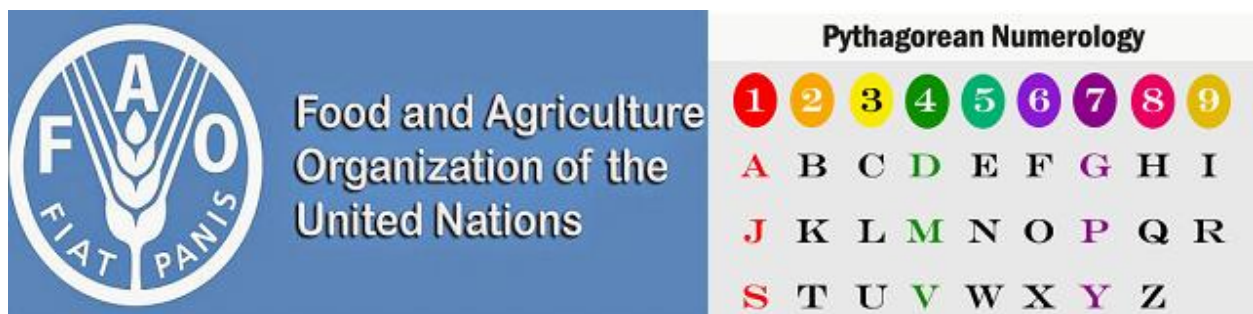 F A O
FIAT PANIS
Food and Agriculture
Organization of the
United Nations
Pythagorean Numerology
1 2 3 4 5 6 7 8 9
A B C D E F G H I
J K L M N O P Q R
S T U V W X Y Z